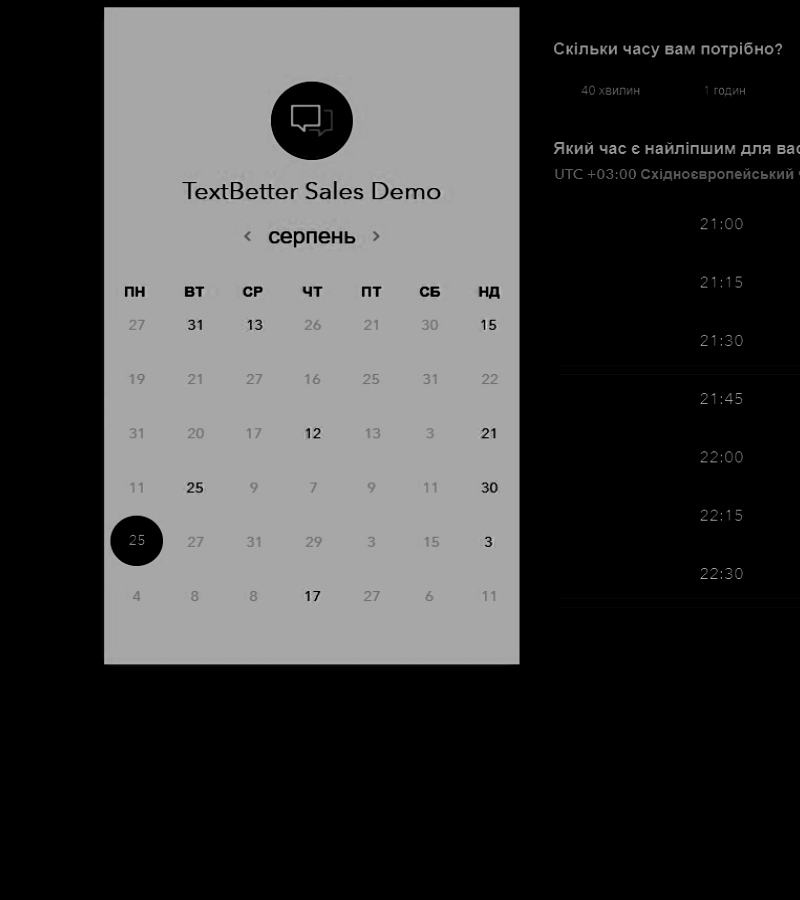 TextBetter Sales Demo
серпень
ПН ВТ СР ЧТ ПТ СБ НД
27 31 13 26 21 30 15
19 21 27 16 25 31 22
31 20 17 12 13 3 21
11 25 9 7 9 11 30
25 27 31 29 3 15 3
4 8 8 17 27 6 11
Скільки часу вам потрібно?
40 хвилин 1 годин
Який час є найліпшим для вас
UTC +03:00 Східноєвропейський
21:00
21:15
21:30
21:45
22:00
22:15
22:30